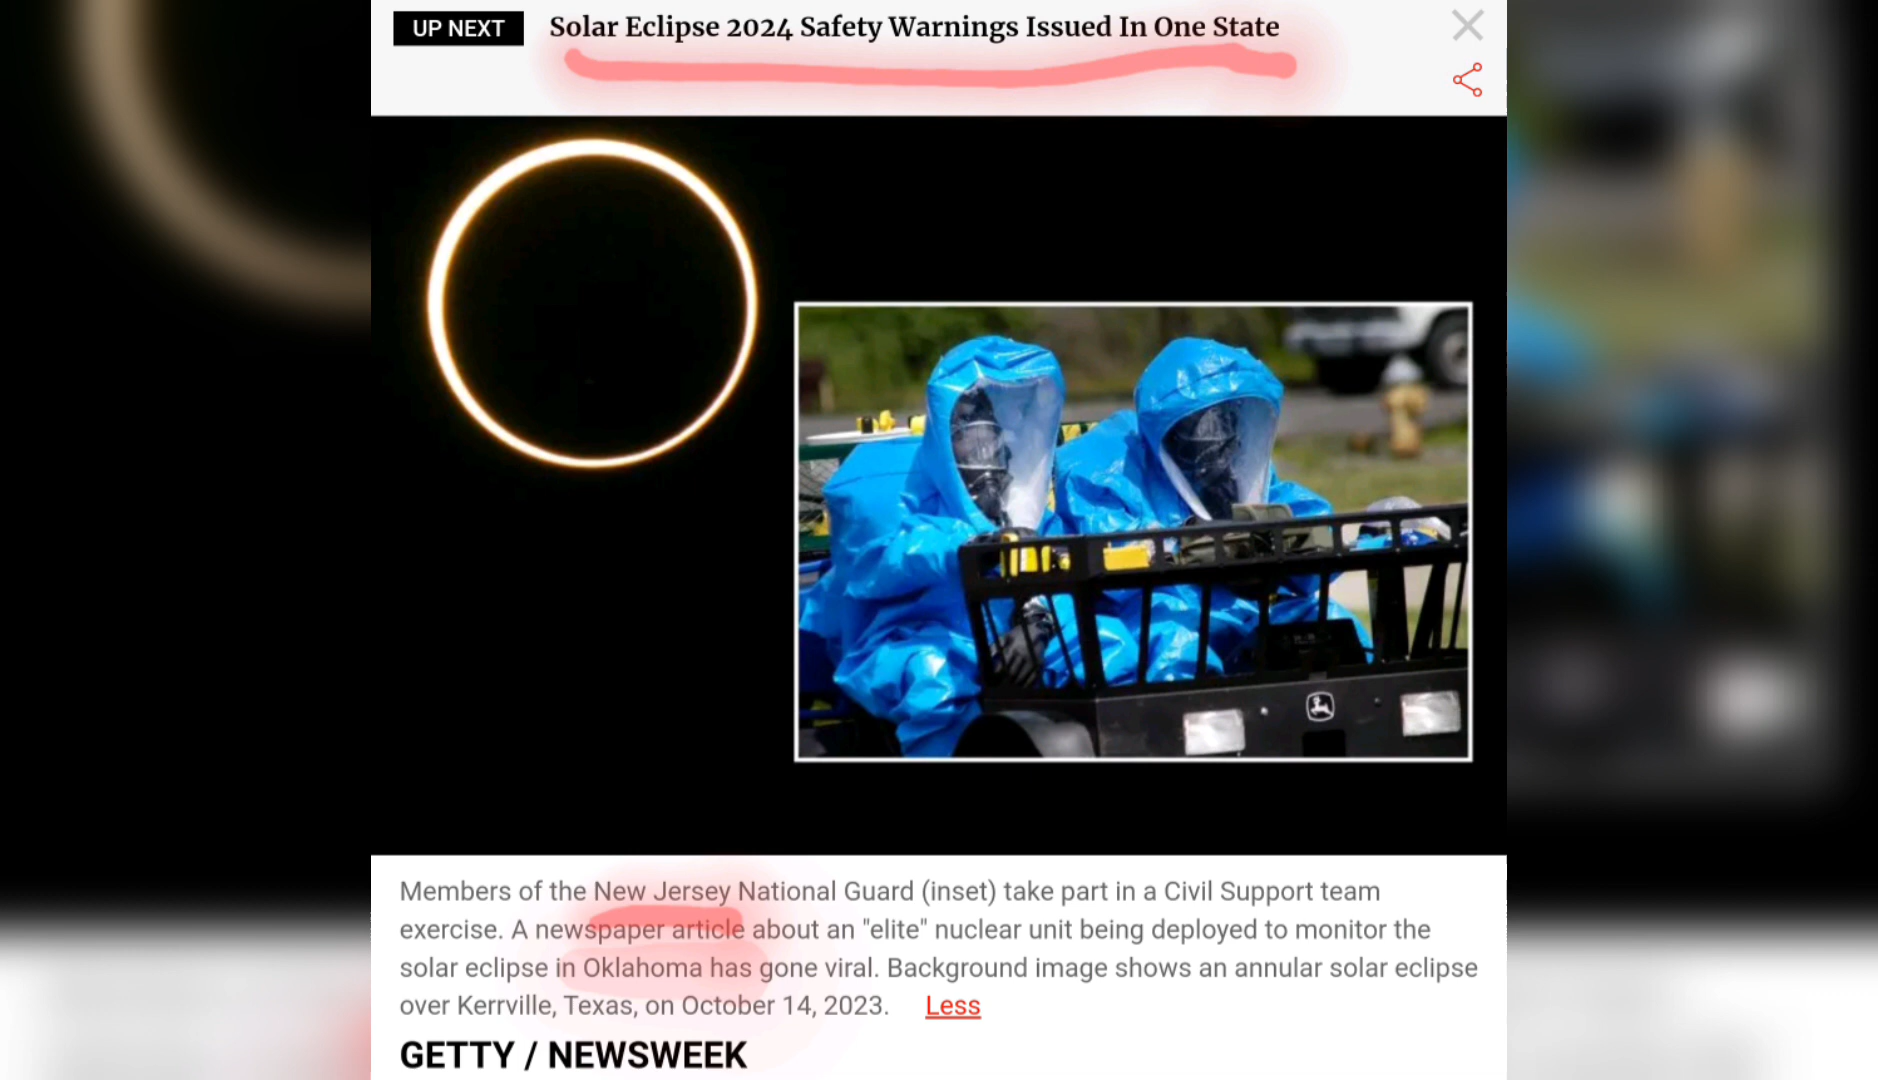 UP NEXT
Solar Eclipse 2024 Safety Warnings Issued In One State
Members of the New Jersey National Guard (inset) take part in a Civil Support team
exercise. A newspaper article about an "elite" nuclear unit being deployed to monitor the
solar eclipse in Oklahoma has gone viral. Background image shows an annular solar eclipse
over Kerrville, Texas, on October 14, 2023. Less
GETTY / NEWSWEEK